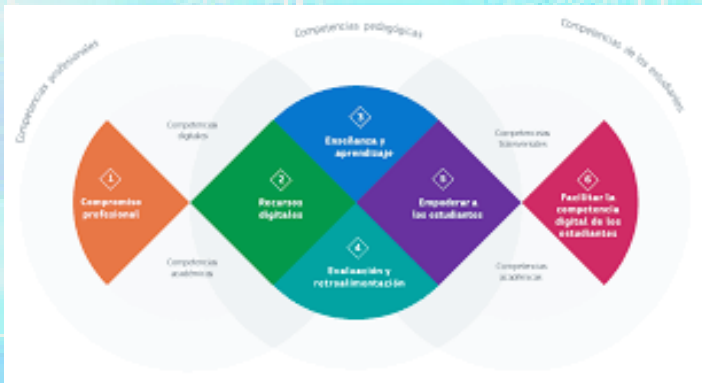 Competencias profesionales
Competencias pedagógicas
Competencias de los estudiantes
Competencias
digitales
3
Enseñanza y
aprendizaje
Competencias
transversales
1
Compromiso
profesional
2
Recursos
digitales
5
Empoderar a
los estudiantes
6
Facilitar la
competencia
digital de los
estudiantes
4
Evaluación y
retroalimentación
Competencias
académicas
Competencias
académicas